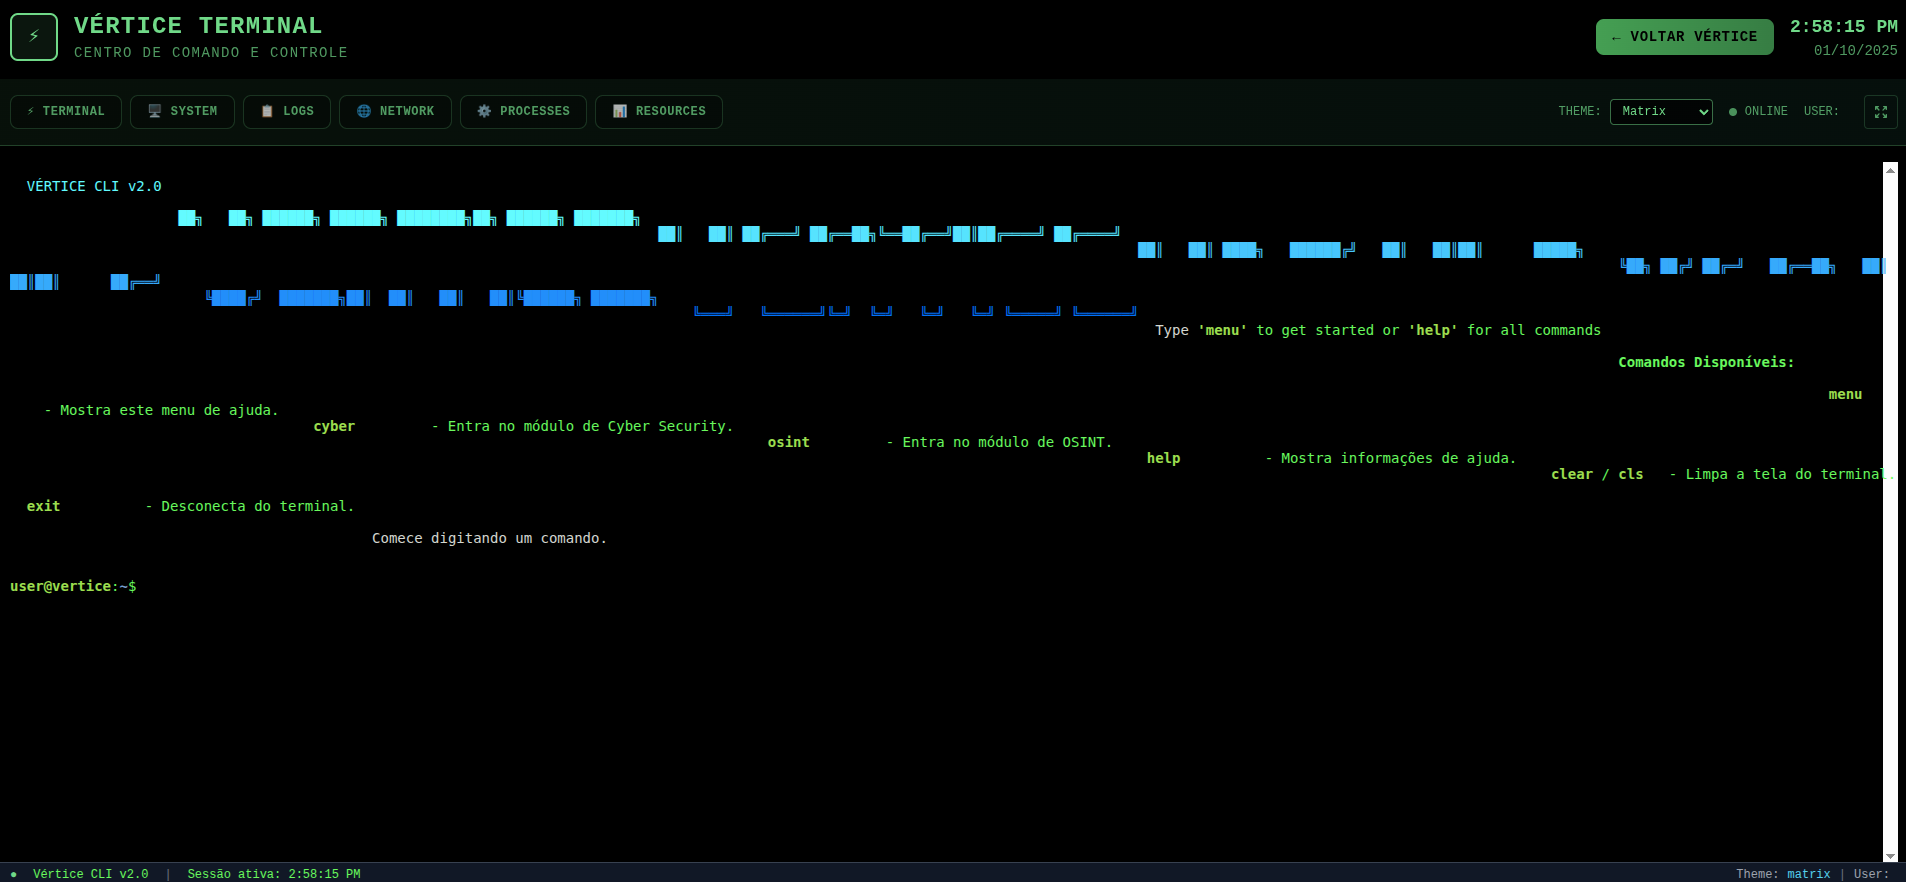 ⚡ VÉRTICE TERMINAL
CENTRO DE COMANDO E CONTROLE
← VOLTAR VÉRTICE
2:58:15 PM
01/10/2025
⚡ TERMINAL
SYSTEM
LOGS
NETWORK
PROCESSES
RESOURCES
THEME: Matrix
ONLINE
USER:
VÉRTICE CLI v2.0
Type 'menu' to get started or 'help' for all commands
Comandos Disponíveis:
menu
- Mostra este menu de ajuda.
cyber - Entra no módulo de Cyber Security.
osint - Entra no módulo de OSINT.
help - Mostra informações de ajuda.
clear / cls - Limpa a tela do terminal.
exit - Desconecta do terminal.
Comece digitando um comando.
user@vertice:~$
● Vértice CLI v2.0 | Sessão ativa: 2:58:15 PM
Theme: matrix | User: